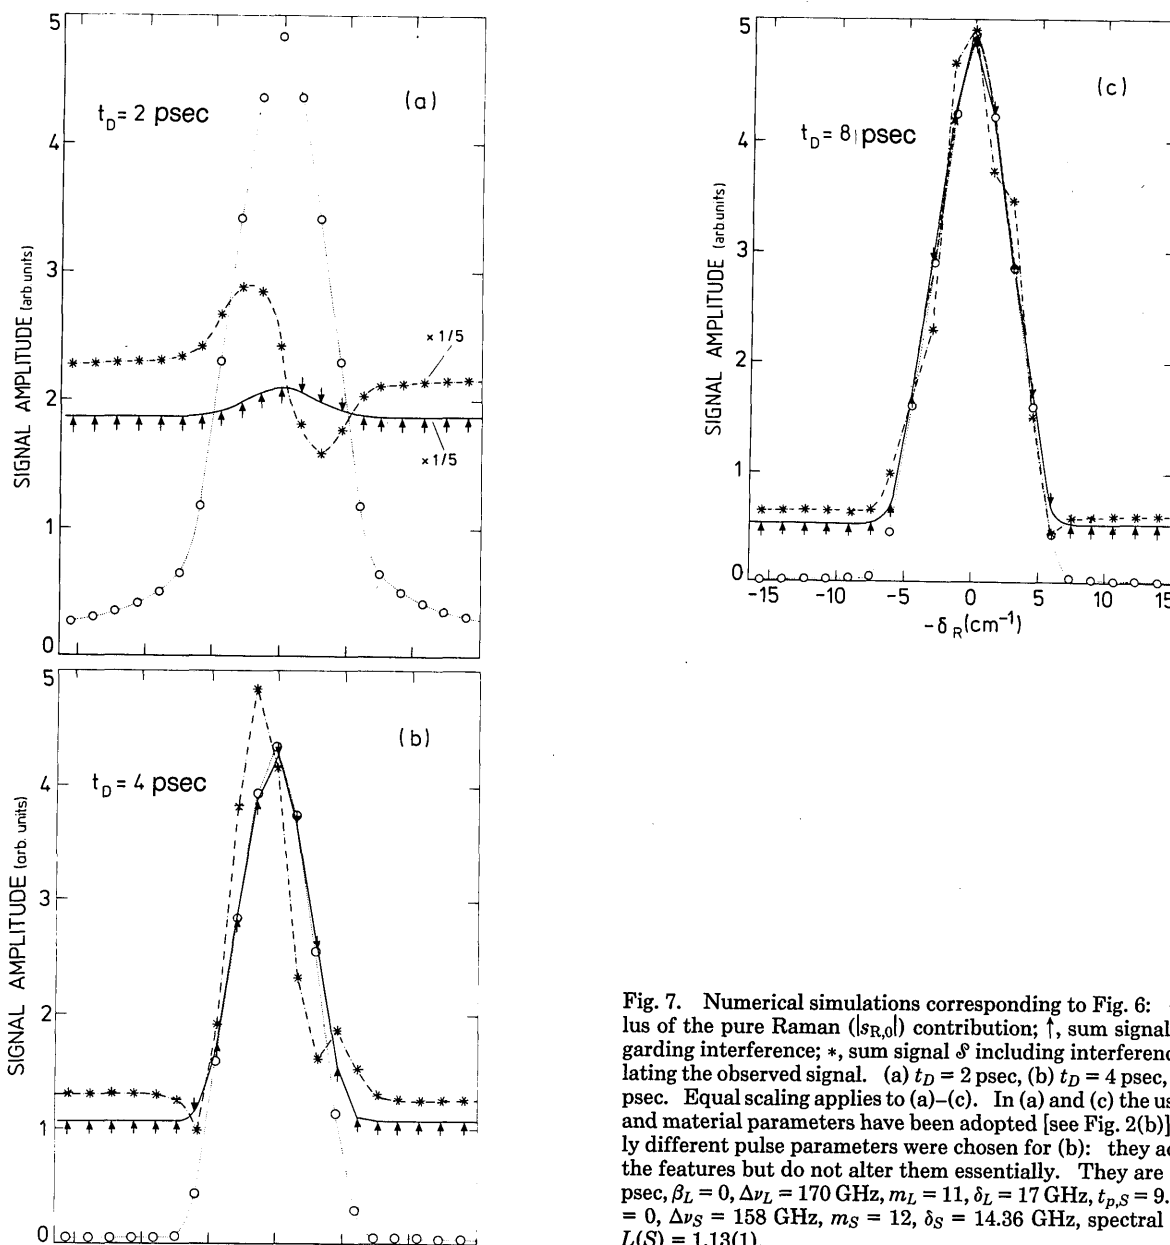 5
4
3
2
1
0
SIGNAL AMPLITUDE (arb units)
t_D = 2 psec
(a)
×1/5
×1/5
5
4
3
2
1
0
SIGNAL AMPLITUDE (arb. units)
t_D = 4 psec
(b)
5
4
3
2
1
0
SIGNAL AMPLITUDE (arb units)
t_D = 8 psec
(c)
-15 -10 -5 0 5 10 15
-δ_R (cm⁻¹)
Fig. 7. Numerical simulations corresponding to Fig. 6:
lus of the pure Raman (|s_R,0|) contribution; ↑, sum signal
garding interference; *, sum signal 𝒮 including interferenc
lating the observed signal. (a) t_D = 2 psec, (b) t_D = 4 psec,
psec. Equal scaling applies to (a)–(c). In (a) and (c) the us
and material parameters have been adopted [see Fig. 2(b)]
ly different pulse parameters were chosen for (b): they ac
the features but do not alter them essentially. They are
psec, β_L = 0, Δν_L = 170 GHz, m_L = 11, δ_L = 17 GHz, t_p,S = 9.
= 0, Δν_S = 158 GHz, m_S = 12, δ_S = 14.36 GHz, spectral
L(S) = 1.13(1).